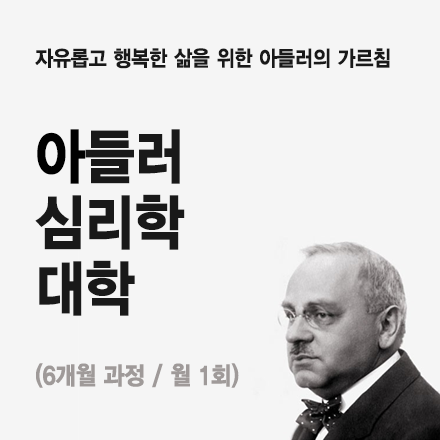 자유롭고 행복한 삶을 위한 아들러의 가르침
아들러
심리학
대학
(6개월 과정 / 월 1회)